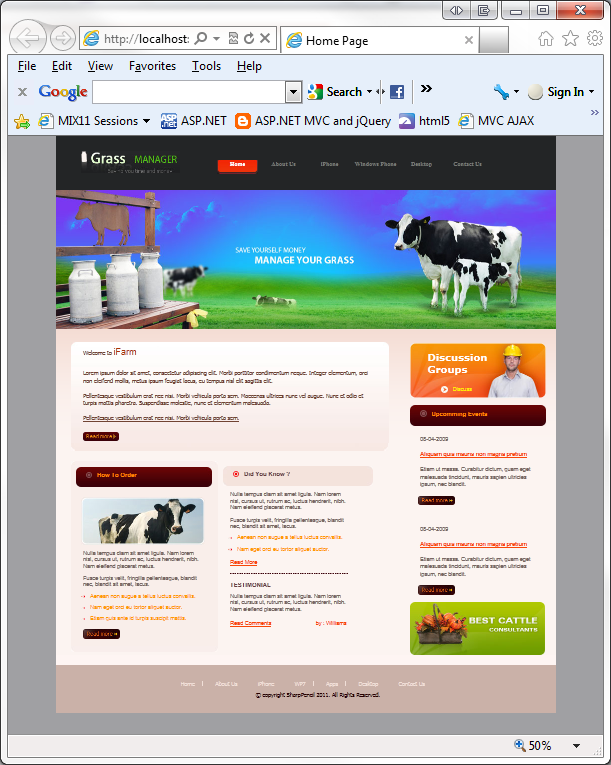 http://localhost:
Home Page
File Edit View Favorites Tools Help
Google Search Sign In
MIX11 Sessions ASP.NET ASP.NET MVC and jQuery html5 MVC AJAX
Grass MANAGER
Home About Us iPhone Windows Phone Desktop Contact Us
SAVE YOURSELF MONEY
MANAGE YOUR GRASS
Welcome to iFarm
Lorem ipsum dolor sit amet, consectetur adipiscing elit. Morbi porttitor condimentum neque. Integer elementum, orci
non eleifend mollis, metus ipsum feugiat lacus, eu tempus nisl elit sagittis elit.
Pellentesque vestibulum erat nec nisi. Morbi vehicula porta sem. Maecenas ultrices nunc vel augue. Nunc et odio et
turpis mattis pharetra. Suspendisse molestie, nunc et elementum malesuada.
Pellentesque vestibulum erat nec nisi. Morbi vehicula porta sem.
Read more
How To Order
Nulla tempus diam sit amet ligula. Nam lorem
nisi, cursus ut, rutrum ac, luctus hendrerit, nibh.
Nam eleifend placerat metus.
Fusce turpis velit, fringilla pellentesque, blandit
nec, blandit sit amet, lacus.
Aenean non augue a tellus luctus convallis.
Nam eget orci eu tortor aliquet auctor.
Etiam quis ante id turpis suscipit mattis.
Read more
Did You Know ?
Nulla tempus diam sit amet ligula. Nam lorem
nisi, cursus ut, rutrum ac, luctus hendrerit, nibh.
Nam eleifend placerat metus.
Fusce turpis velit, fringilla pellentesque, blandit
nec, blandit sit amet, lacus.
Aenean non augue a tellus luctus convallis.
Nam eget orci eu tortor aliquet auctor.
Read More
TESTIMONIAL
Nulla tempus diam sit amet ligula. Nam lorem
nisi, cursus ut, rutrum ac, luctus hendrerit, nibh.
Nam eleifend placerat metus.
Read Comments by : Williams
Discussion
Groups
Discuss
Upcomming Events
05-04-2009
Aliquam quis mauris non magna pretium
Etiam ut massa. Curabitur dictum, quam eget
malesuada tincidunt, mauris sapien ultricies
ipsum, nec blandit.
Read more
05-04-2009
Aliquam quis mauris non magna pretium
Etiam ut massa. Curabitur dictum, quam eget
malesuada tincidunt, mauris sapien ultricies
ipsum, nec blandit.
Read more
BEST CATTLE
CONSULTANTS
Home About Us iPhone WP7 Apps Desktop Contact Us
© copyright SharpPencil 2011. All Rights Reserved.
50%